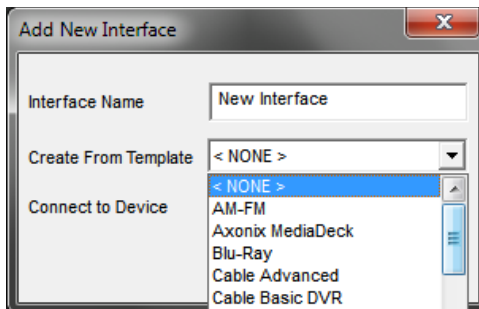 Add New Interface
Interface Name New Interface
Create From Template < NONE >
< NONE >
Connect to Device AM-FM
Axonix MediaDeck
Blu-Ray
Cable Advanced
Cable Basic DVR